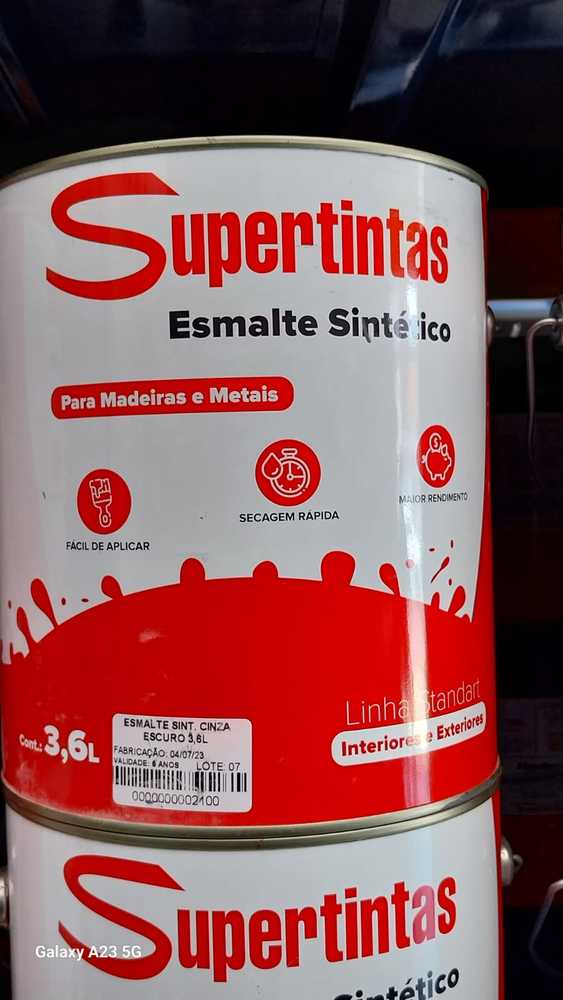 Supertintas
Esmalte Sintético
Para Madeiras e Metais
FÁCIL DE APLICAR
SECAGEM RÁPIDA
MAIOR RENDIMENTO
Linha Standart
Interiores e Exteriores
Cont.: 3,6L
ESMALTE SINT. CINZA
ESCURO 3,6L
FABRICAÇÃO: 04/07/23
VALIDADE: 5 ANOS LOTE: 07
0000000002100
Supertintas
Sintético
Galaxy A23 5G